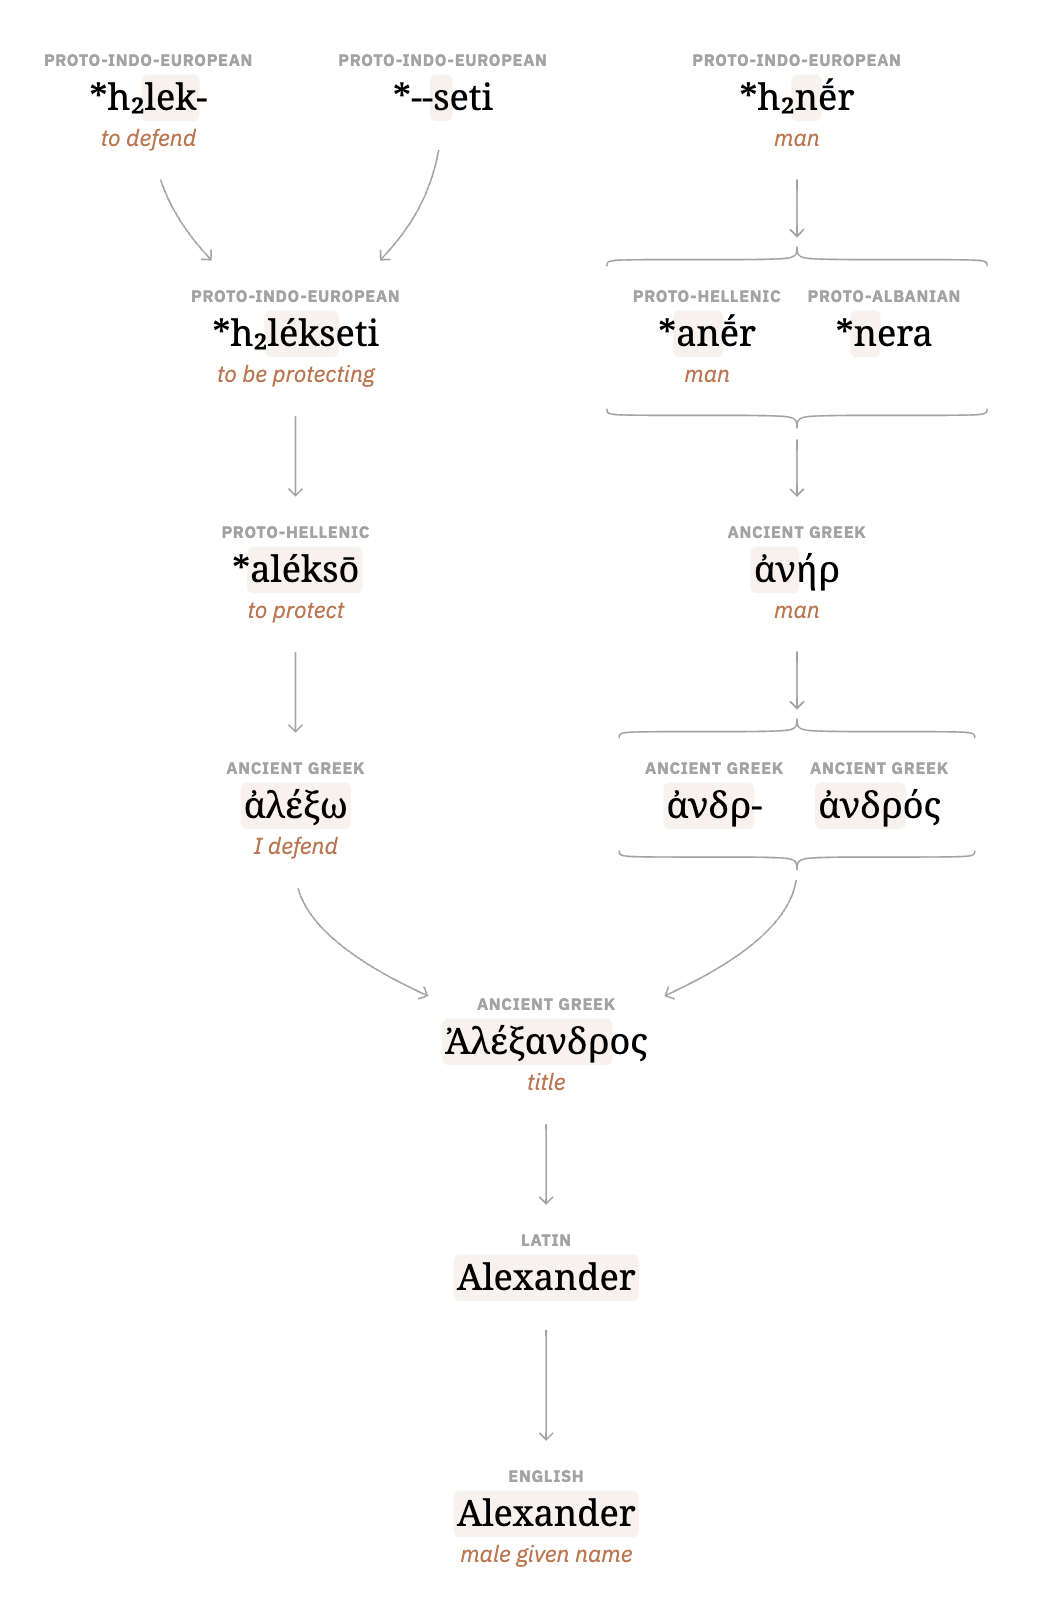 PROTO-INDO-EUROPEAN
*h₂lek-
to defend
PROTO-INDO-EUROPEAN
*--seti
PROTO-INDO-EUROPEAN
*h₂nḗr
man
PROTO-INDO-EUROPEAN
*h₂lékseti
to be protecting
PROTO-HELLENIC
*anḗr
man
PROTO-ALBANIAN
*nera
PROTO-HELLENIC
*aléksō
to protect
ANCIENT GREEK
ἀνήρ
man
ANCIENT GREEK
ἀλέξω
I defend
ANCIENT GREEK
ἀνδρ-
ANCIENT GREEK
ἀνδρός
ANCIENT GREEK
Ἀλέξανδρος
title
LATIN
Alexander
ENGLISH
Alexander
male given name